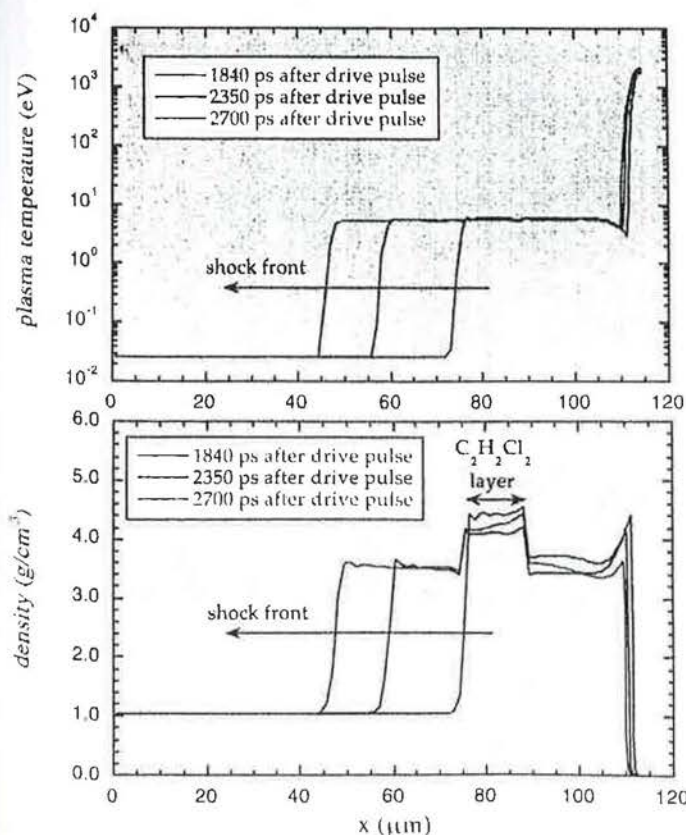 10⁴
10³
10²
10¹
10⁰
10⁻¹
10⁻²
plasma temperature (eV)
1840 ps after drive pulse
2350 ps after drive pulse
2700 ps after drive pulse
shock front
0 20 40 60 80 100 120
6.0
5.0
4.0
3.0
2.0
1.0
0.0
density (g/cm³)
1840 ps after drive pulse
2350 ps after drive pulse
2700 ps after drive pulse
C₂H₂Cl₂
layer
shock front
0 20 40 60 80 100 120
x (μm)